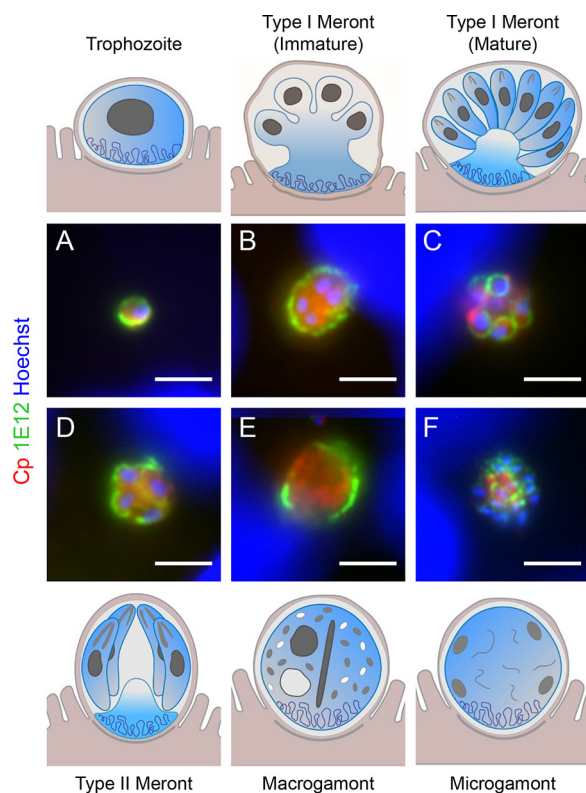 Trophozoite
Type I Meront
(Immature)
Type I Meront
(Mature)
A
B
C
Cp 1E12 Hoechst
D
E
F
Type II Meront
Macrogamont
Microgamont